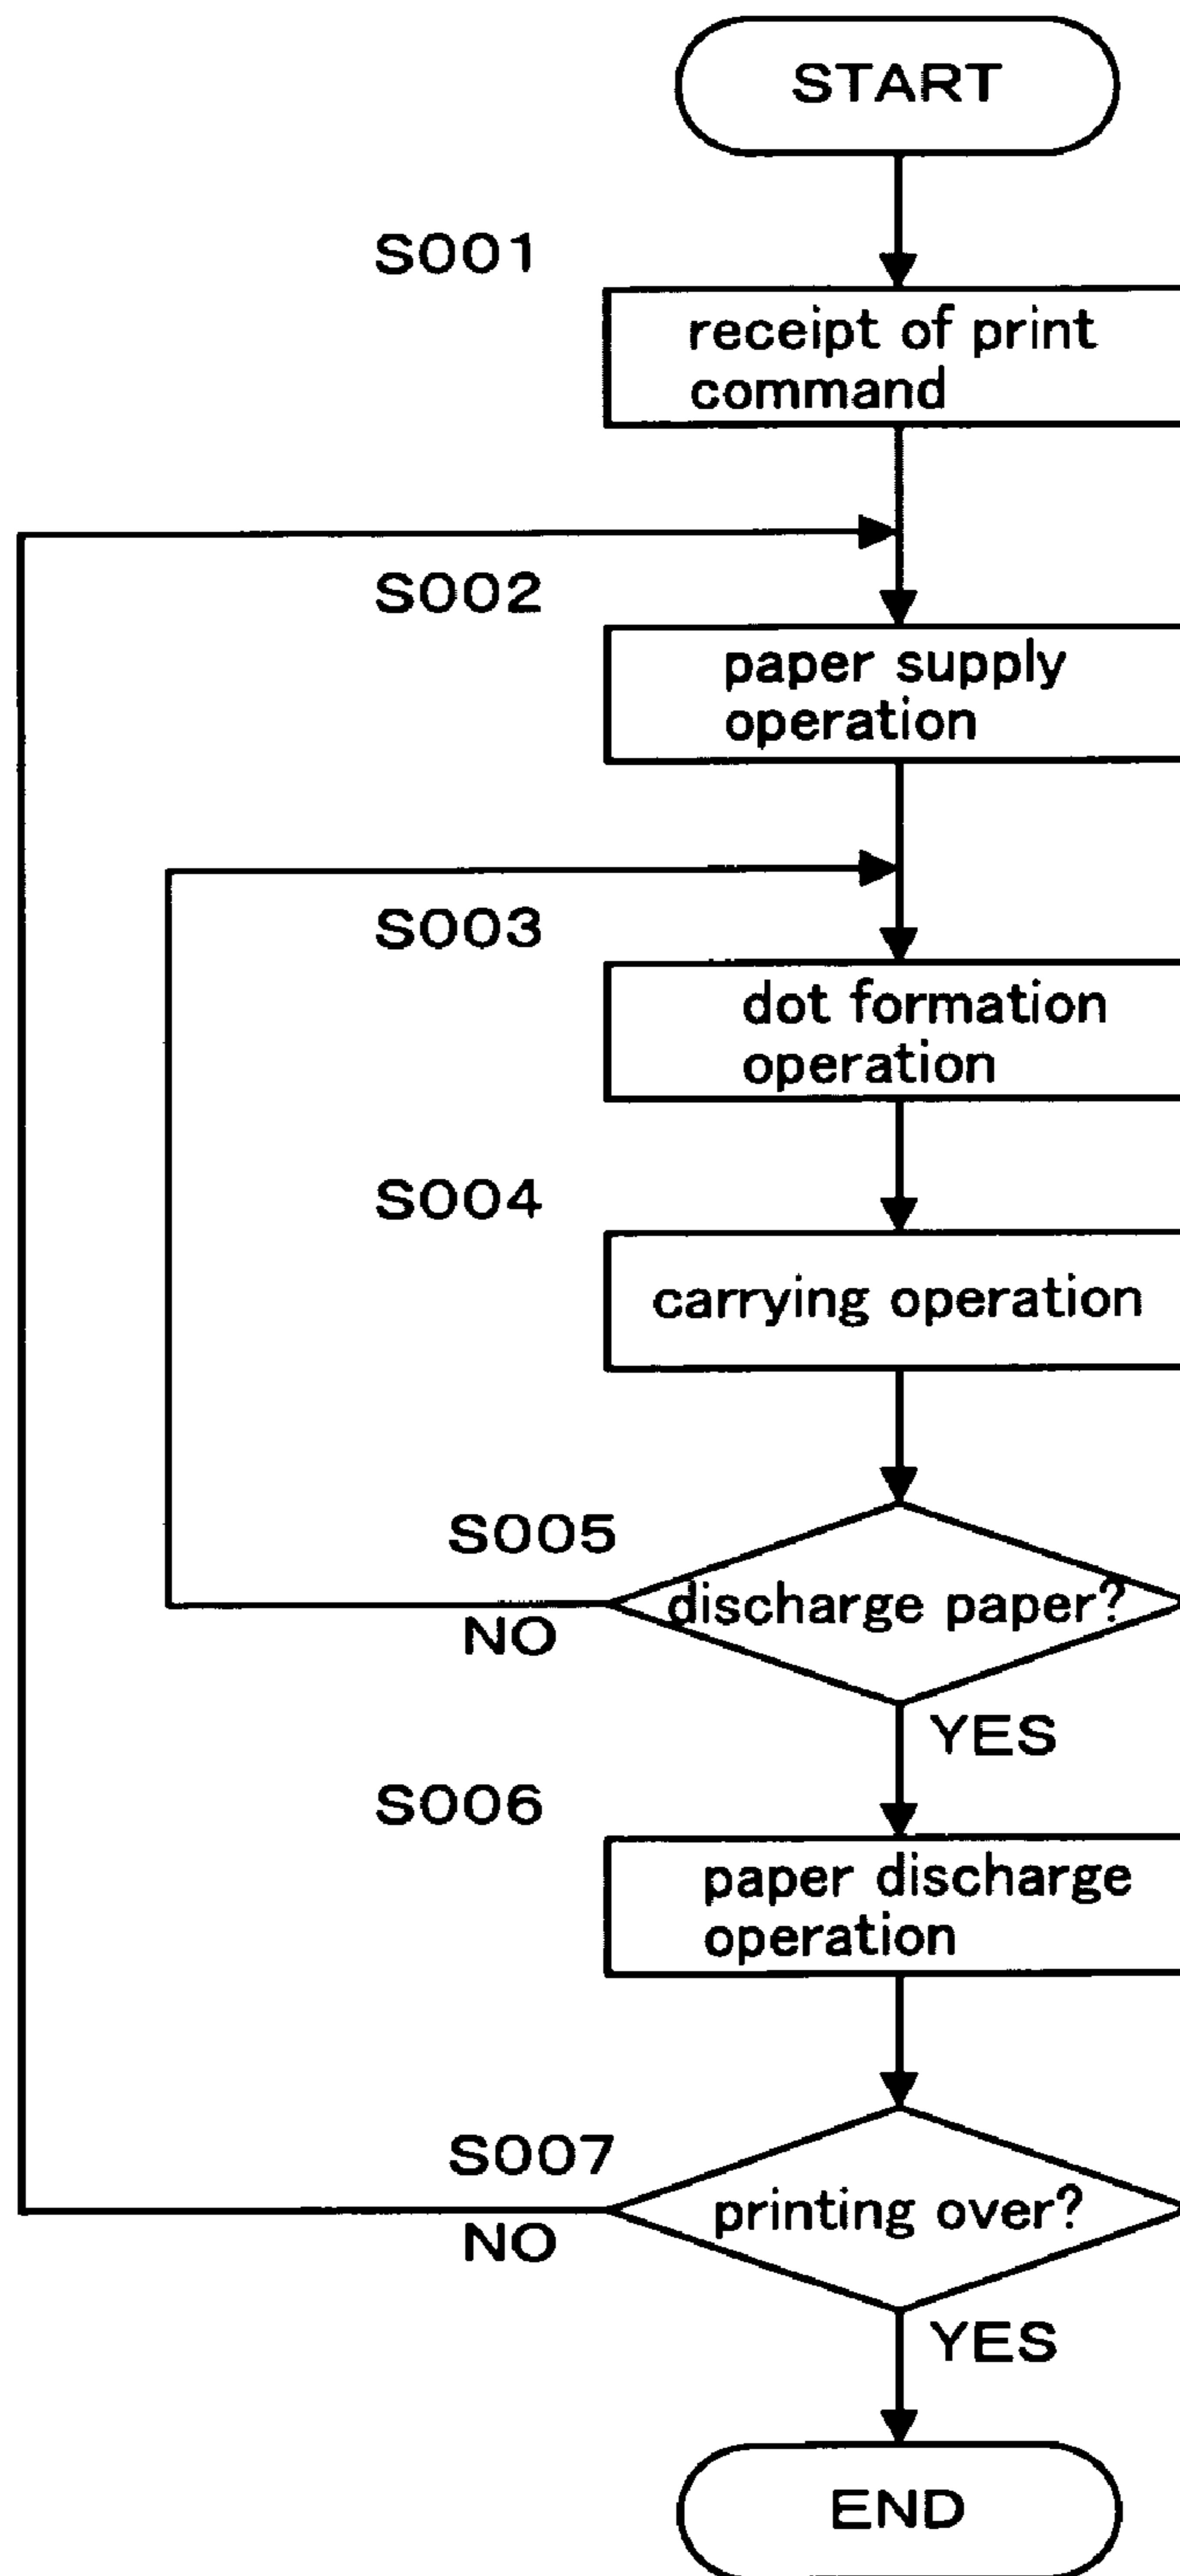 START
S001
receipt of print
command
S002
paper supply
operation
S003
dot formation
operation
S004
carrying operation
S005
discharge paper?
NO
YES
S006
paper discharge
operation
S007
printing over?
NO
YES
END